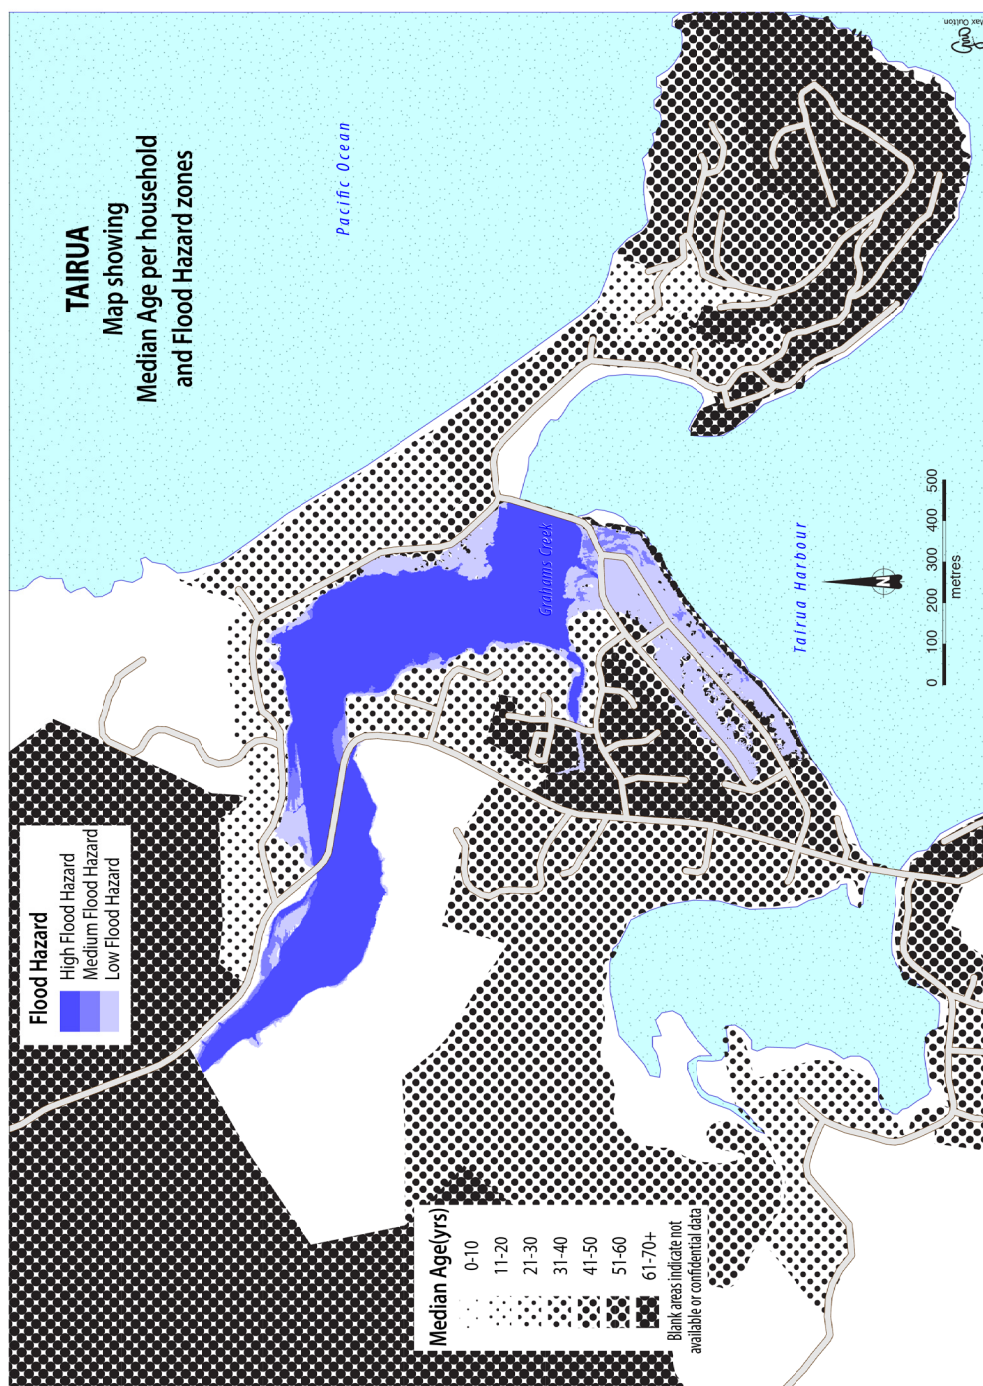 TAIRUA
Map showing
Median Age per household
and Flood Hazard zones
Pacific Ocean
Grahams Creek
Tairua Harbour
N
0 100 200 300 400 500
metres
Flood Hazard
High Flood Hazard
Medium Flood Hazard
Low Flood Hazard
Median Age(yrs)
0-10
11-20
21-30
31-40
41-50
51-60
61-70+
Blank areas indicate not
available or confidential data
Max Oulton